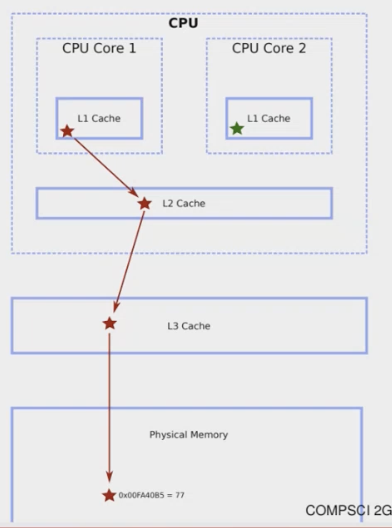 CPU
CPU Core 1
CPU Core 2
L1 Cache
L1 Cache
L2 Cache
L3 Cache
Physical Memory
0x00FA40B5 = 77
COMPSCI 2G